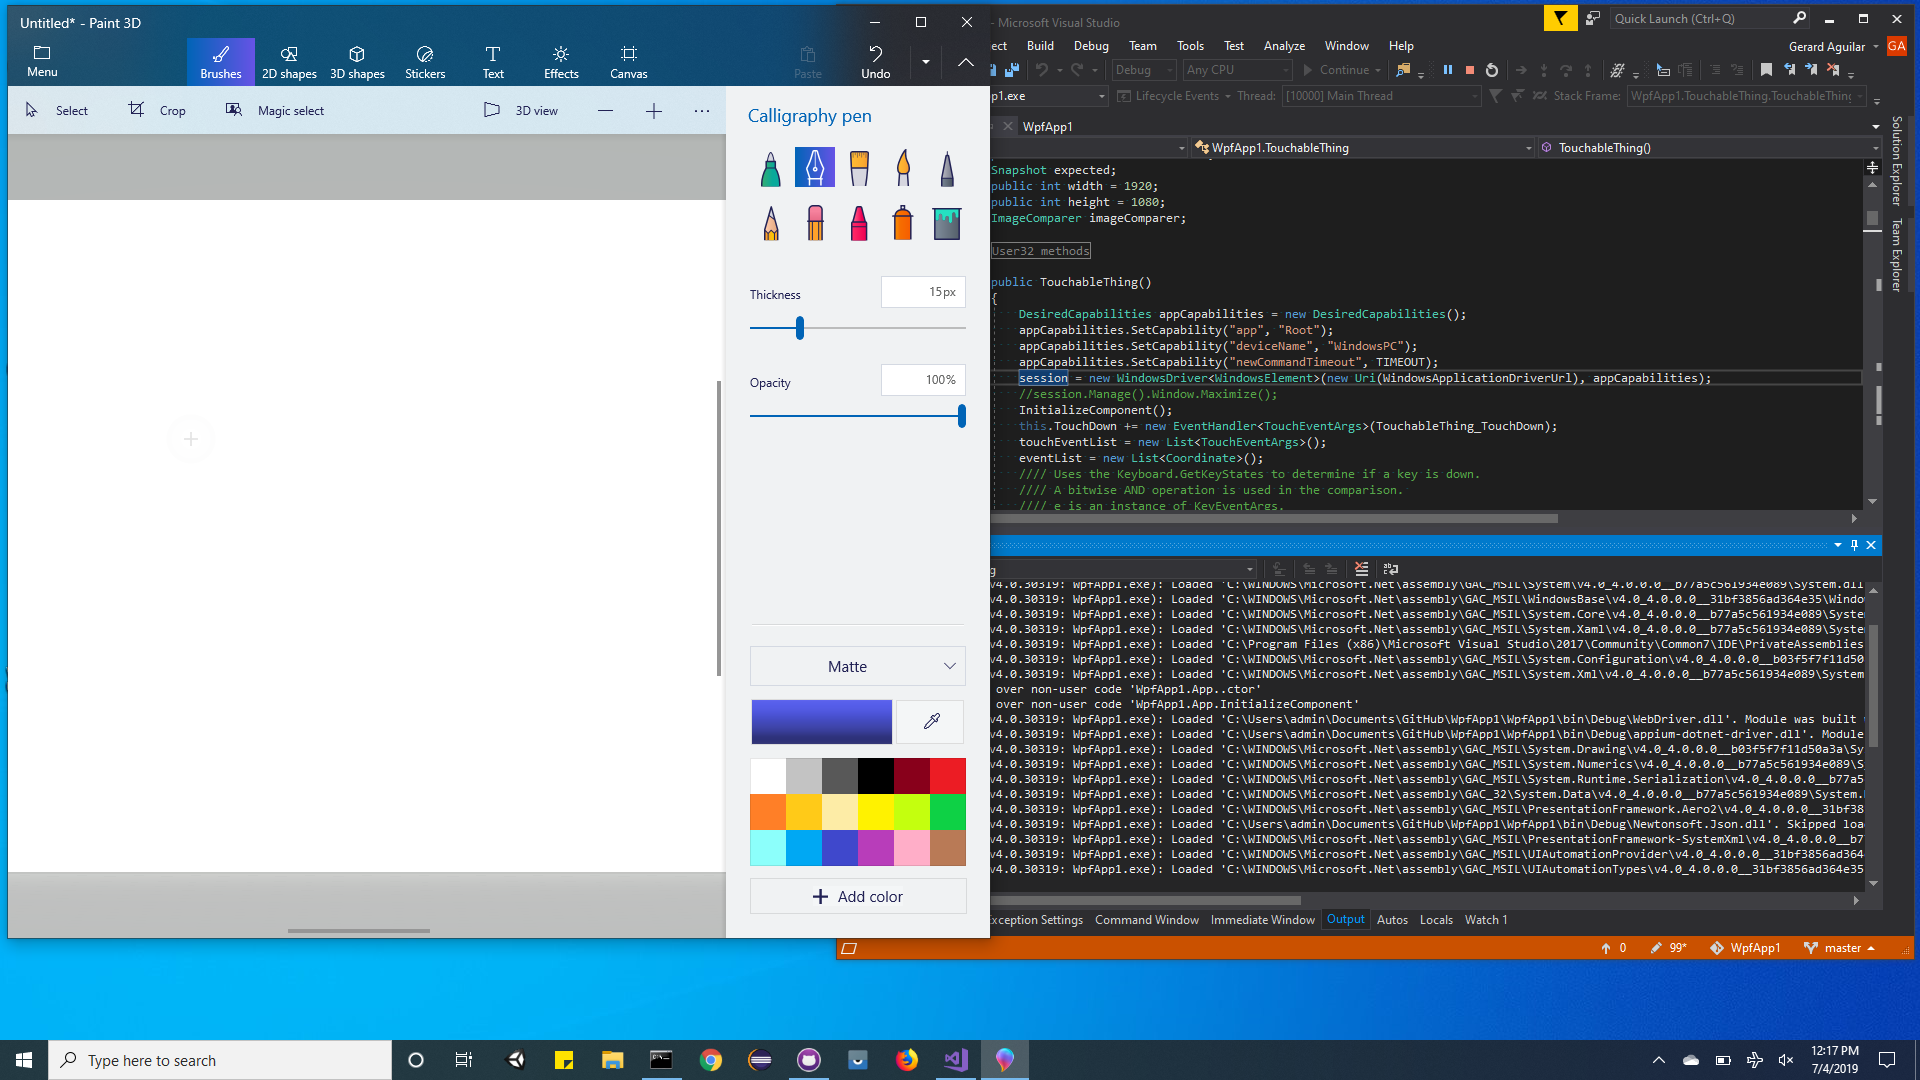 Untitled* - Paint 3D
Menu
Brushes
2D shapes
3D shapes
Stickers
Text
Effects
Canvas
Paste
Undo
Select
Crop
Magic select
3D view
Calligraphy pen
Thickness
15px
Opacity
100%
Matte
Add color
- Microsoft Visual Studio
Quick Launch (Ctrl+Q)
ect Build Debug Team Tools Test Analyze Window Help
Gerard Aguilar
GA
Debug
Any CPU
Continue
p1.exe
Lifecycle Events
Thread:
[10000] Main Thread
Stack Frame:
WpfApp1.TouchableThing.TouchableThing
WpfApp1
WpfApp1.TouchableThing
TouchableThing()
Solution Explorer
Team Explorer
Snapshot expected;
public int width = 1920;
public int height = 1080;
ImageComparer imageComparer;
User32 methods
public TouchableThing()
{
DesiredCapabilities appCapabilities = new DesiredCapabilities();
appCapabilities.SetCapability("app", "Root");
appCapabilities.SetCapability("deviceName", "WindowsPC");
appCapabilities.SetCapability("newCommandTimeout", TIMEOUT);
session = new WindowsDriver<WindowsElement>(new Uri(WindowsApplicationDriverUrl), appCapabilities);
//session.Manage().Window.Maximize();
InitializeComponent();
this.TouchDown += new EventHandler<TouchEventArgs>(TouchableThing_TouchDown);
touchEventList = new List<TouchEventArgs>();
eventList = new List<Coordinate>();
//// Uses the Keyboard.GetKeyStates to determine if a key is down.
//// A bitwise AND operation is used in the comparison.
//// e is an instance of KeyEventArgs.
g
v4.0.30319: WpfApp1.exe): Loaded 'C:\WINDOWS\Microsoft.Net\assembly\GAC_MSIL\System\v4.0_4.0.0.0__b77a5c561934e089\System.dll
v4.0.30319: WpfApp1.exe): Loaded 'C:\WINDOWS\Microsoft.Net\assembly\GAC_MSIL\WindowsBase\v4.0_4.0.0.0__31bf3856ad364e35\Windo
v4.0.30319: WpfApp1.exe): Loaded 'C:\WINDOWS\Microsoft.Net\assembly\GAC_MSIL\System.Core\v4.0_4.0.0.0__b77a5c561934e089\System
v4.0.30319: WpfApp1.exe): Loaded 'C:\WINDOWS\Microsoft.Net\assembly\GAC_MSIL\System.Xaml\v4.0_4.0.0.0__b77a5c561934e089\System
v4.0.30319: WpfApp1.exe): Loaded 'C:\Program Files (x86)\Microsoft Visual Studio\2017\Community\Common7\IDE\PrivateAssemblies
v4.0.30319: WpfApp1.exe): Loaded 'C:\WINDOWS\Microsoft.Net\assembly\GAC_MSIL\System.Configuration\v4.0_4.0.0.0__b03f5f7f11d50
v4.0.30319: WpfApp1.exe): Loaded 'C:\WINDOWS\Microsoft.Net\assembly\GAC_MSIL\System.Xml\v4.0_4.0.0.0__b77a5c561934e089\System
over non-user code 'WpfApp1.App..ctor'
over non-user code 'WpfApp1.App.InitializeComponent'
v4.0.30319: WpfApp1.exe): Loaded 'C:\Users\admin\Documents\GitHub\WpfApp1\WpfApp1\bin\Debug\WebDriver.dll'. Module was built
v4.0.30319: WpfApp1.exe): Loaded 'C:\Users\admin\Documents\GitHub\WpfApp1\WpfApp1\bin\Debug\appium-dotnet-driver.dll'. Module
v4.0.30319: WpfApp1.exe): Loaded 'C:\WINDOWS\Microsoft.Net\assembly\GAC_MSIL\System.Drawing\v4.0_4.0.0.0__b03f5f7f11d50a3a\Sy
v4.0.30319: WpfApp1.exe): Loaded 'C:\WINDOWS\Microsoft.Net\assembly\GAC_MSIL\System.Numerics\v4.0_4.0.0.0__b77a5c561934e089\S
v4.0.30319: WpfApp1.exe): Loaded 'C:\WINDOWS\Microsoft.Net\assembly\GAC_MSIL\System.Runtime.Serialization\v4.0_4.0.0.0__b77a5
v4.0.30319: WpfApp1.exe): Loaded 'C:\WINDOWS\Microsoft.Net\assembly\GAC_32\System.Data\v4.0_4.0.0.0__b77a5c561934e089\System.
v4.0.30319: WpfApp1.exe): Loaded 'C:\WINDOWS\Microsoft.Net\assembly\GAC_MSIL\PresentationFramework.Aero2\v4.0_4.0.0.0__31bf38
v4.0.30319: WpfApp1.exe): Loaded 'C:\Users\admin\Documents\GitHub\WpfApp1\WpfApp1\bin\Debug\Newtonsoft.Json.dll'. Skipped loa
v4.0.30319: WpfApp1.exe): Loaded 'C:\WINDOWS\Microsoft.Net\assembly\GAC_MSIL\PresentationFramework-SystemXml\v4.0_4.0.0.0__b7
v4.0.30319: WpfApp1.exe): Loaded 'C:\WINDOWS\Microsoft.Net\assembly\GAC_MSIL\UIAutomationProvider\v4.0_4.0.0.0__31bf3856ad364
v4.0.30319: WpfApp1.exe): Loaded 'C:\WINDOWS\Microsoft.Net\assembly\GAC_MSIL\UIAutomationTypes\v4.0_4.0.0.0__31bf3856ad364e35
xception Settings Command Window Immediate Window Output Autos Locals Watch 1
0
99*
WpfApp1
master
Type here to search
12:17 PM
7/4/2019